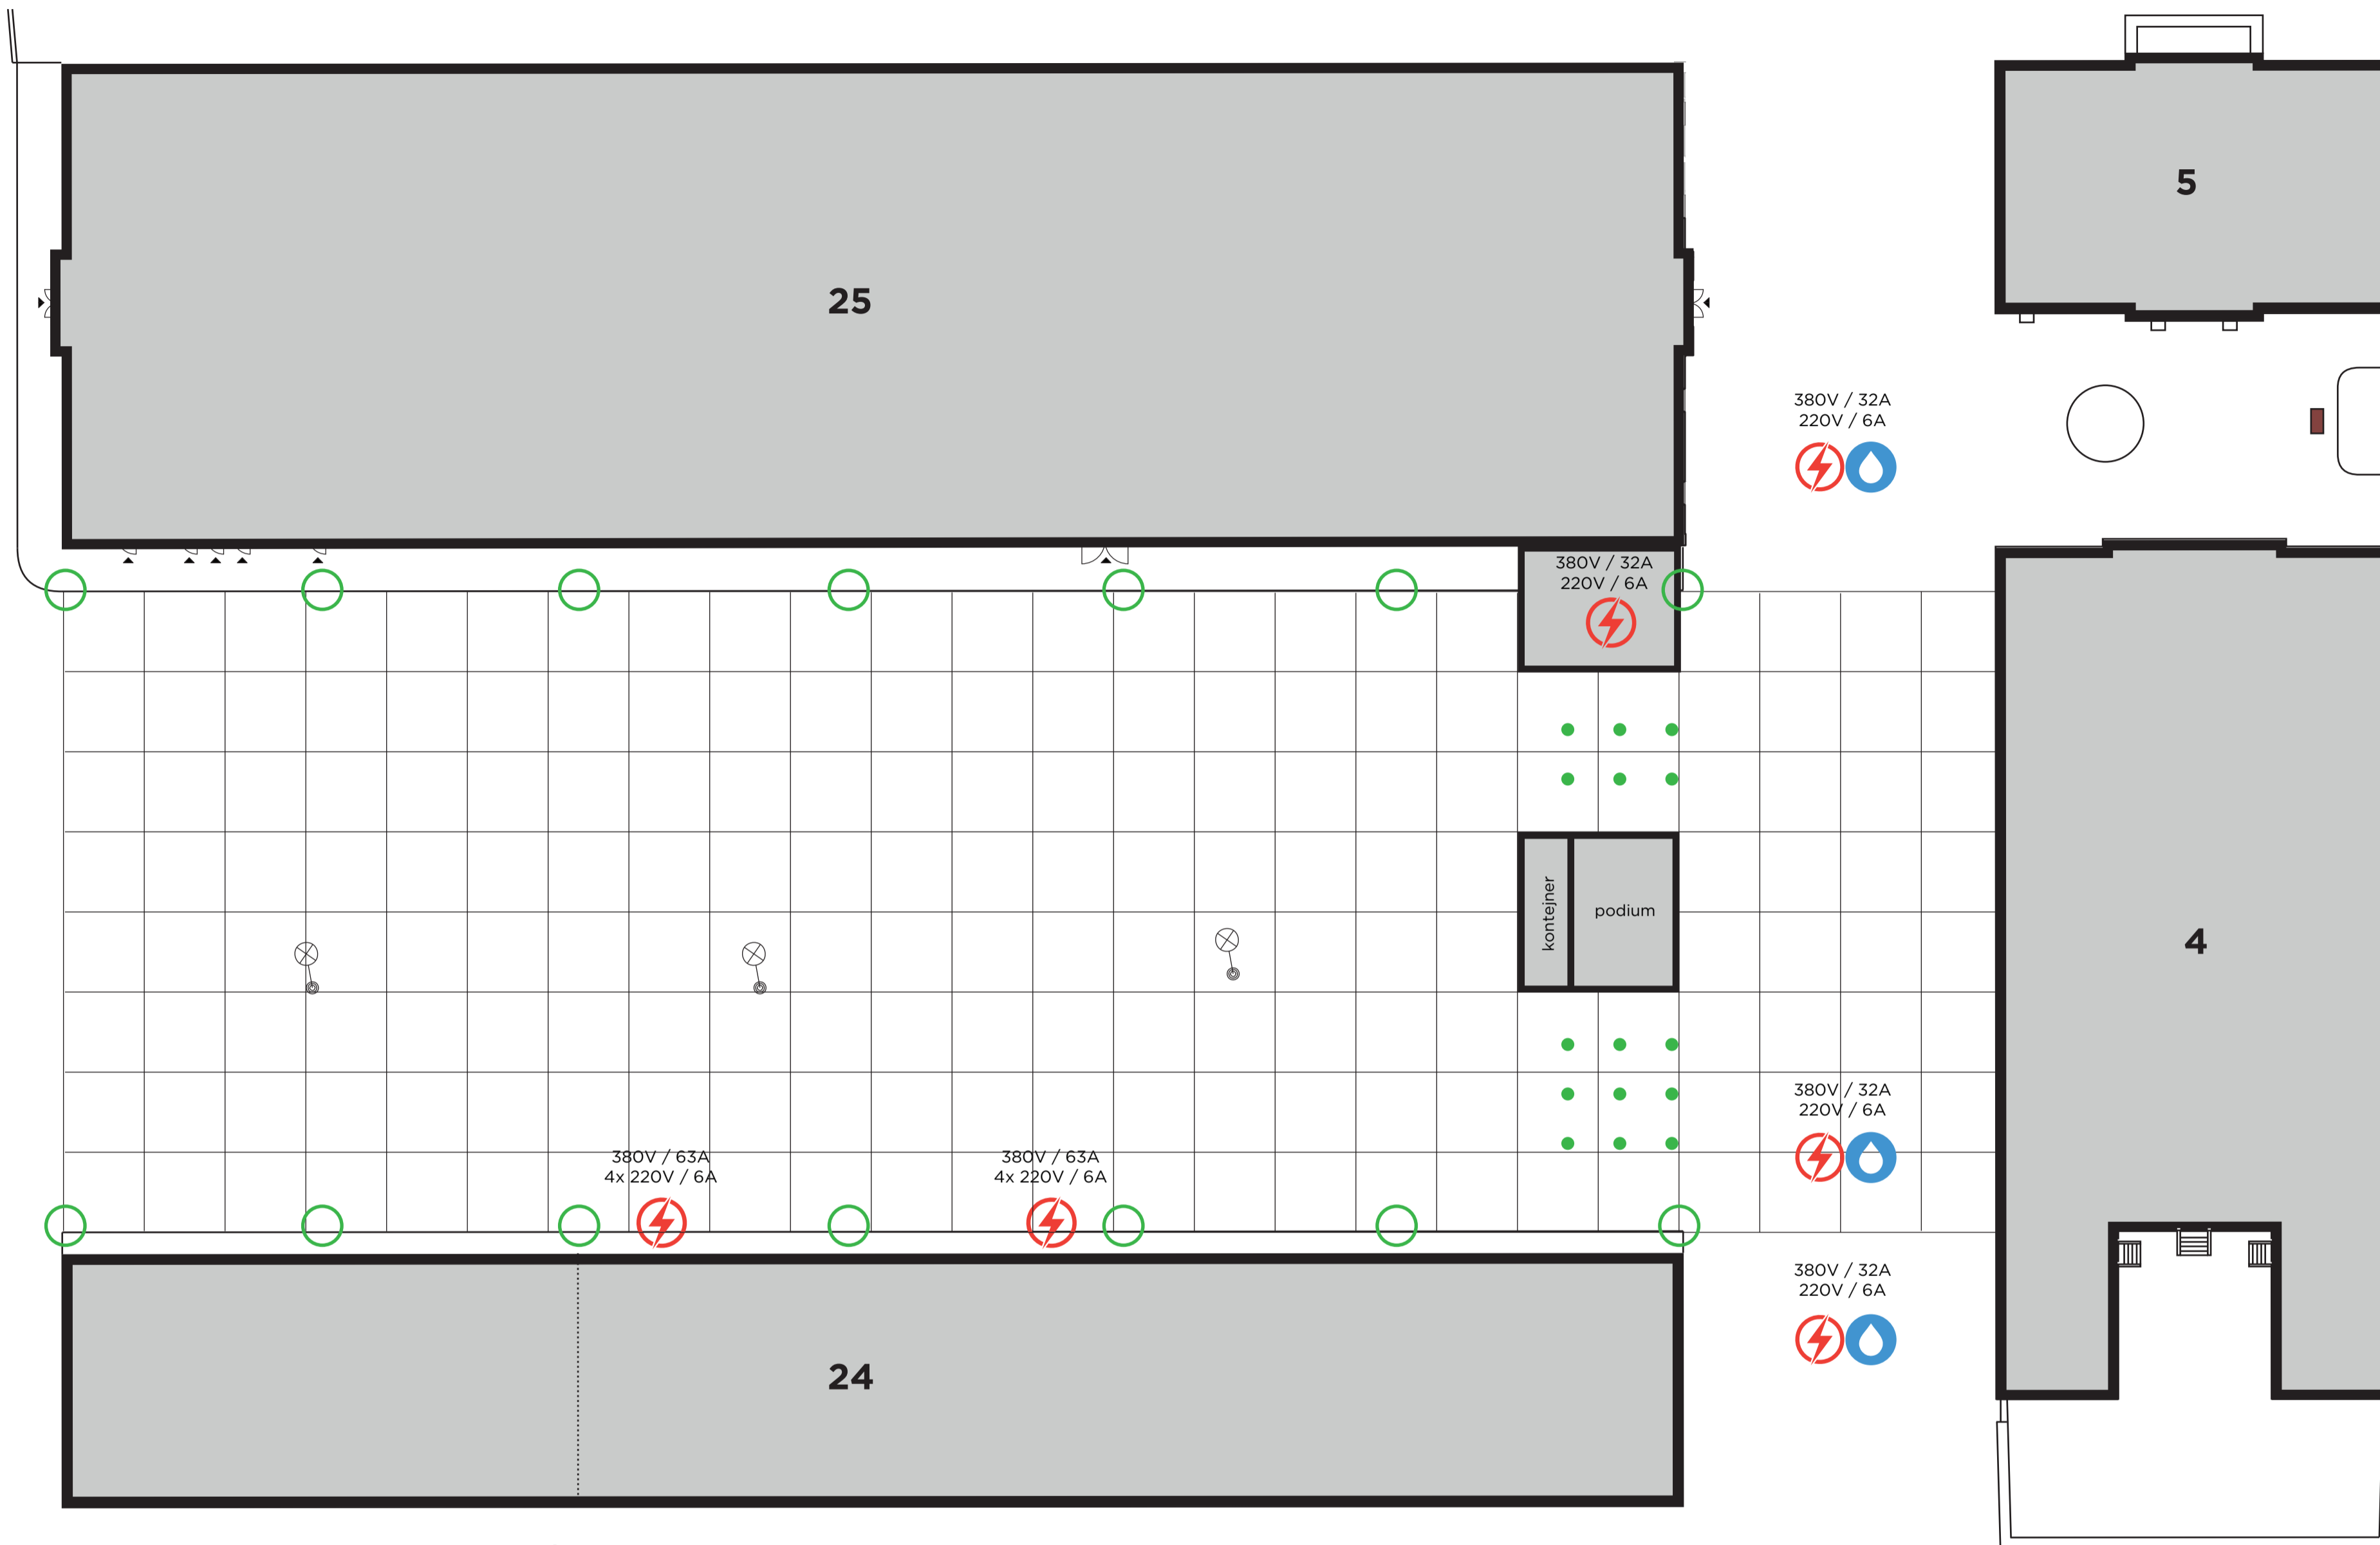 5
25
380V / 32A
220V / 6A
380V / 32A
220V / 6A
kontejner
podium
4
380V / 32A
220V / 6A
380V / 63A
4x 220V / 6A
380V / 63A
4x 220V / 6A
380V / 32A
220V / 6A
24